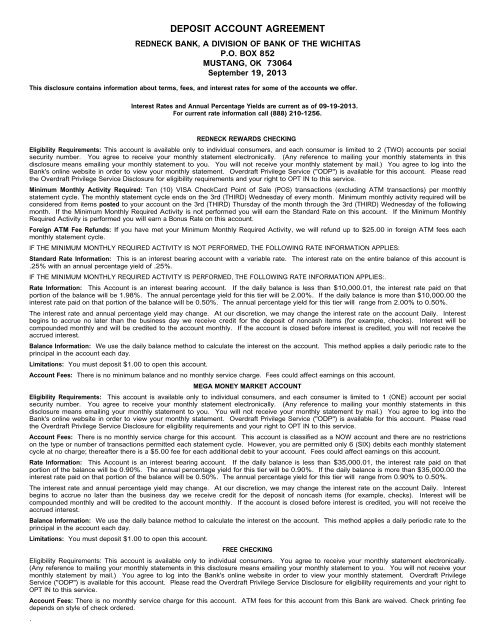 DEPOSIT ACCOUNT AGREEMENT
REDNECK BANK, A DIVISION OF BANK OF THE WICHITAS
P.O. BOX 852
MUSTANG, OK 73064
September 19, 2013
This disclosure contains information about terms, fees, and interest rates for some of the accounts we offer.
Interest Rates and Annual Percentage Yields are current as of 09-19-2013.
For current rate information call (888) 210-1256.
REDNECK REWARDS CHECKING
Eligibility Requirements: This account is available only to individual consumers, and each consumer is limited to 2 (TWO) accounts per social
security number. You agree to receive your monthly statement electronically. (Any reference to mailing your monthly statements in this
disclosure means emailing your monthly statement to you. You will not receive your monthly statement by mail.) You agree to log into the
Bank's online website in order to view your monthly statement. Overdraft Privilege Service ("ODP") is available for this account. Please read
the Overdraft Privilege Service Disclosure for eligibility requirements and your right to OPT IN to this service.
Minimum Monthly Activity Required: Ten (10) VISA CheckCard Point of Sale (POS) transactions (excluding ATM transactions) per monthly
statement cycle. The monthly statement cycle ends on the 3rd (THIRD) Wednesday of every month. Minimum monthly activity required will be
considered from items posted to your account on the 3rd (THIRD) Thursday of the month through the 3rd (THIRD) Wednesday of the following
month. If the Minimum Monthly Required Activity is not performed you will earn the Standard Rate on this account. If the Minimum Monthly
Required Activity is performed you will earn a Bonus Rate on this account.
Foreign ATM Fee Refunds: If you have met your Minimum Monthly Required Activity, we will refund up to $25.00 in foreign ATM fees each
monthly statement cycle.
IF THE MINIMUM MONTHLY REQUIRED ACTIVITY IS NOT PERFORMED, THE FOLLOWING RATE INFORMATION APPLIES:
Standard Rate Information: This is an interest bearing account with a variable rate. The interest rate on the entire balance of this account is
.25% with an annual percentage yield of .25%.
IF THE MINIMUM MONTHLY REQUIRED ACTIVITY IS PERFORMED, THE FOLLOWING RATE INFORMATION APPLIES:.
Rate Information: This Account is an interest bearing account. If the daily balance is less than $10,000.01, the interest rate paid on that
portion of the balance will be 1.98%. The annual percentage yield for this tier will be 2.00%. If the daily balance is more than $10,000.00 the
interest rate paid on that portion of the balance will be 0.50%. The annual percentage yield for this tier will range from 2.00% to 0.50%.
The interest rate and annual percentage yield may change. At our discretion, we may change the interest rate on the account Daily. Interest
begins to accrue no later than the business day we receive credit for the deposit of noncash items (for example, checks). Interest will be
compounded monthly and will be credited to the account monthly. If the account is closed before interest is credited, you will not receive the
accrued interest.
Balance Information: We use the daily balance method to calculate the interest on the account. This method applies a daily periodic rate to the
principal in the account each day.
Limitations: You must deposit $1.00 to open this account.
Account Fees: There is no minimum balance and no monthly service charge. Fees could affect earnings on this account.
MEGA MONEY MARKET ACCOUNT
Eligibility Requirements: This account is available only to individual consumers, and each consumer is limited to 1 (ONE) account per social
security number. You agree to receive your monthly statement electronically. (Any reference to mailing your monthly statements in this
disclosure means emailing your monthly statement to you. You will not receive your monthly statement by mail.) You agree to log into the
Bank's online website in order to view your monthly statement. Overdraft Privilege Service ("ODP") is available for this account. Please read
the Overdraft Privilege Service Disclosure for eligibility requirements and your right to OPT IN to this service.
Account Fees: There is no monthly service charge for this account. This account is classified as a NOW account and there are no restrictions
on the type or number of transactions permitted each statement cycle. However, you are permitted only 6 (SIX) debits each monthly statement
cycle at no charge; thereafter there is a $5.00 fee for each additional debit to your account. Fees could affect earnings on this account.
Rate Information: This Account is an interest bearing account. If the daily balance is less than $35,000.01, the interest rate paid on that
portion of the balance will be 0.90%. The annual percentage yield for this tier will be 0.90%. If the daily balance is more than $35,000.00 the
interest rate paid on that portion of the balance will be 0.50%. The annual percentage yield for this tier will range from 0.90% to 0.50%.
The interest rate and annual percentage yield may change. At our discretion, we may change the interest rate on the account Daily. Interest
begins to accrue no later than the business day we receive credit for the deposit of noncash items (for example, checks). Interest will be
compounded monthly and will be credited to the account monthly. If the account is closed before interest is credited, you will not receive the
accrued interest.
Balance Information: We use the daily balance method to calculate the interest on the account. This method applies a daily periodic rate to the
principal in the account each day.
Limitations: You must deposit $1.00 to open this account.
FREE CHECKING
Eligibility Requirements: This account is available only to individual consumers. You agree to receive your monthly statement electronically.
(Any reference to mailing your monthly statements in this disclosure means emailing your monthly statement to you. You will not receive your
monthly statement by mail.) You agree to log into the Bank's online website in order to view your monthly statement. Overdraft Privilege
Service ("ODP") is available for this account. Please read the Overdraft Privilege Service Disclosure for eligibility requirements and your right to
OPT IN to this service.
Account Fees: There is no monthly service charge for this account. ATM fees for this account from this Bank are waived. Check printing fee
depends on style of check ordered.
.